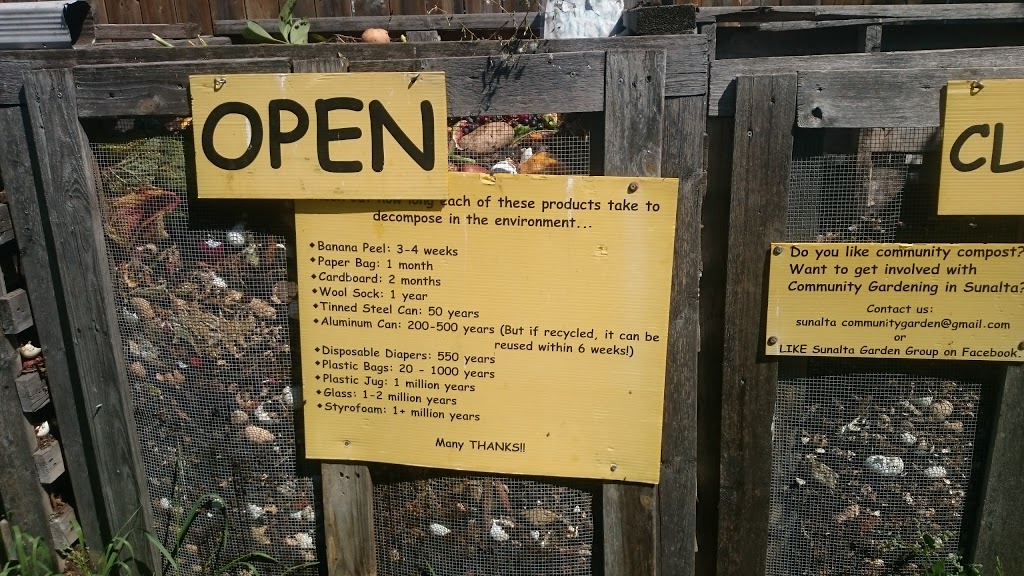 OPEN
how long each of these products take to
decompose in the environment...
Banana Peel: 3-4 weeks
Paper Bag: 1 month
Cardboard: 2 months
Wool Sock: 1 year
Tinned Steel Can: 50 years
Aluminum Can: 200-500 years (But if recycled, it can be
reused within 6 weeks!)
Disposable Diapers: 550 years
Plastic Bags: 20 - 1000 years
Plastic Jug: 1 million years
Glass: 1-2 million years
Styrofoam: 1+ million years
Many THANKS!!
CL
Do you like community compost?
Want to get involved with
Community Gardening in Sunalta?
Contact us:
sunalta communitygarden@gmail.com
or
LIKE Sunalta Garden Group on Facebook.